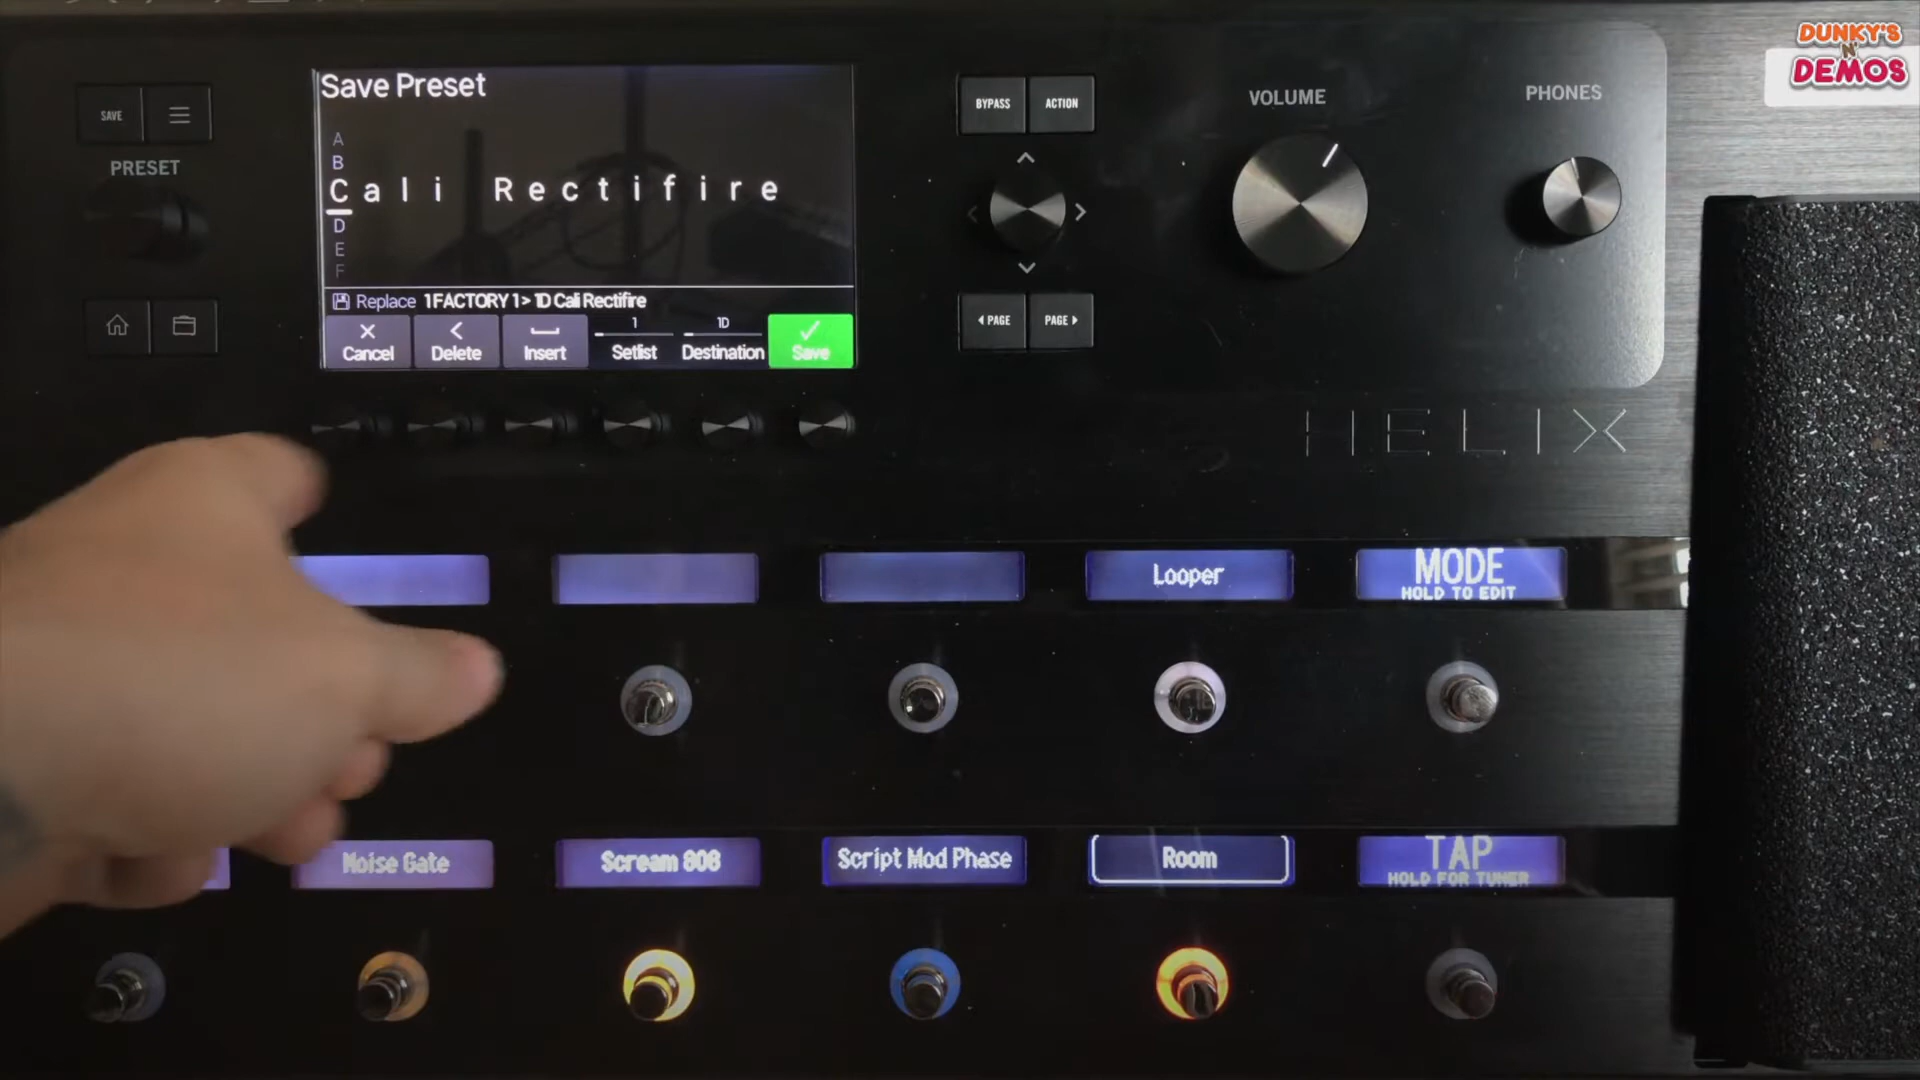 DUNKY'S
N'
DEMOS
SAVE
PRESET
Save Preset
A
B
Cali Rectifire
D
E
F
Replace 1 FACTORY 1 > 1D Cali Rectifire
Cancel
Delete
Insert
1
Setlist
1D
Destination
Save
BYPASS
ACTION
PAGE
PAGE
VOLUME
PHONES
HELIX
Looper
MODE
HOLD TO EDIT
Noise Gate
Scream 808
Script Mod Phase
Room
TAP
HOLD FOR TUNER